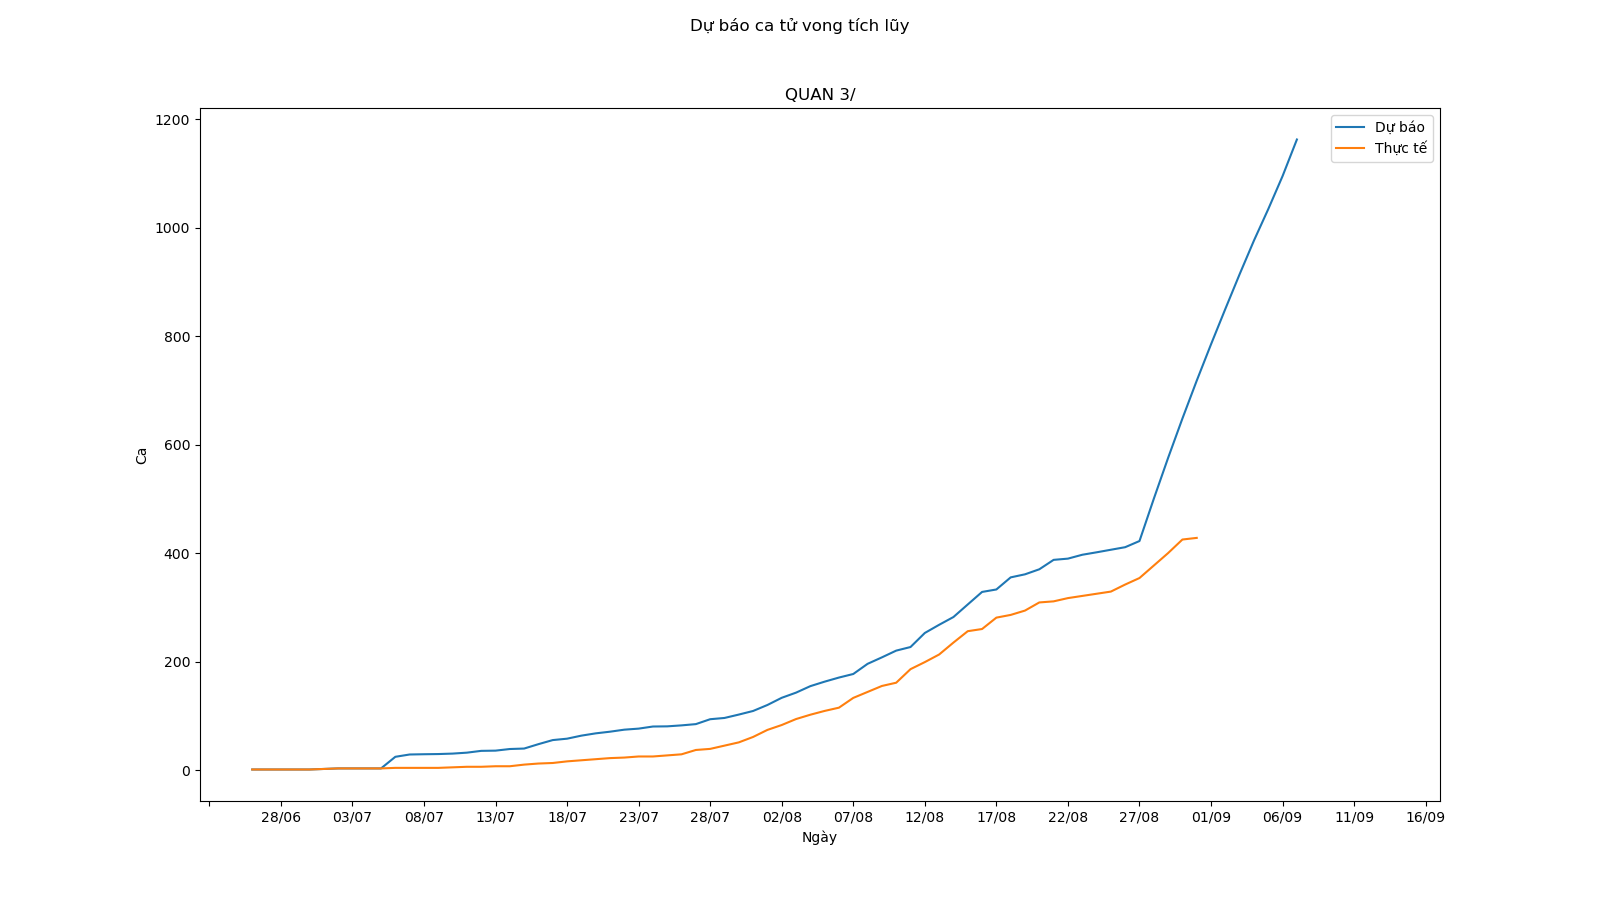 Dự báo ca tử vong tích lũy
QUAN 3/
1200
1000
800
600
400
200
0
Ca
Dự báo
Thực tế
28/06 03/07 08/07 13/07 18/07 23/07 28/07 02/08 07/08 12/08 17/08 22/08 27/08 01/09 06/09 11/09 16/09
Ngày